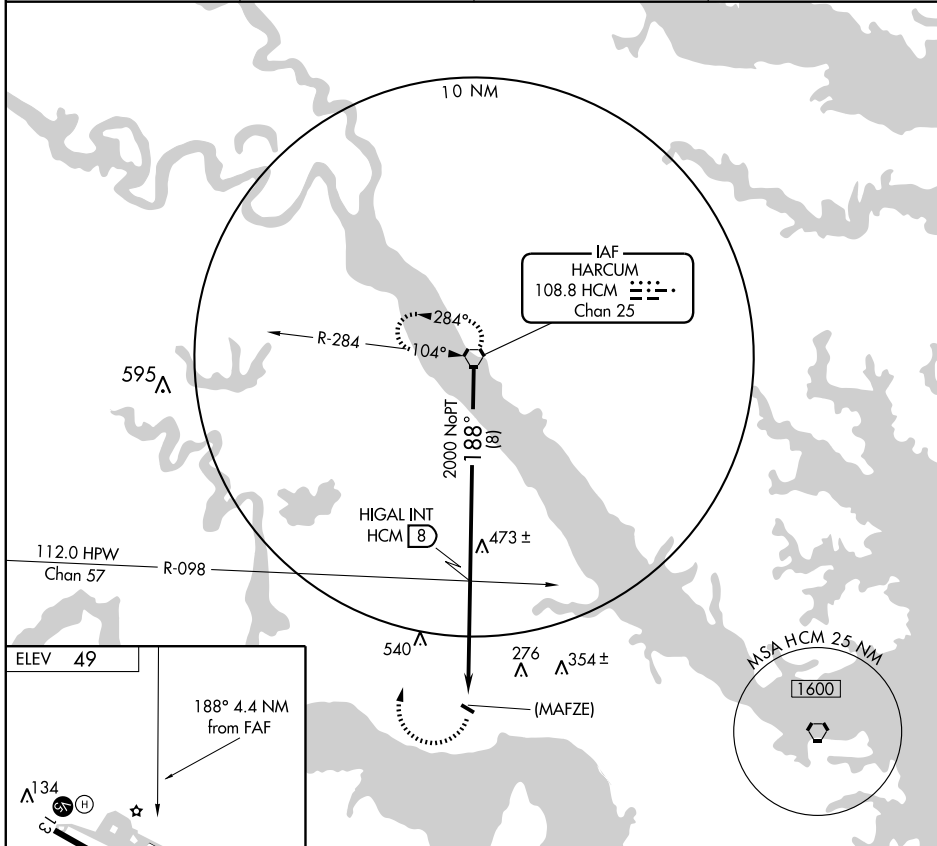 10 NM
IAF
HARCUM
108.8 HCM
Chan 25
284°
R-284
104°
595
2000 NoPT
188°
(8)
HIGAL INT
HCM 8
473 ±
112.0 HPW
Chan 57
R-098
540
276
354 ±
(MAFZE)
MSA HCM 25 NM
1600
ELEV 49
188° 4.4 NM
from FAF
134
V5
H
13